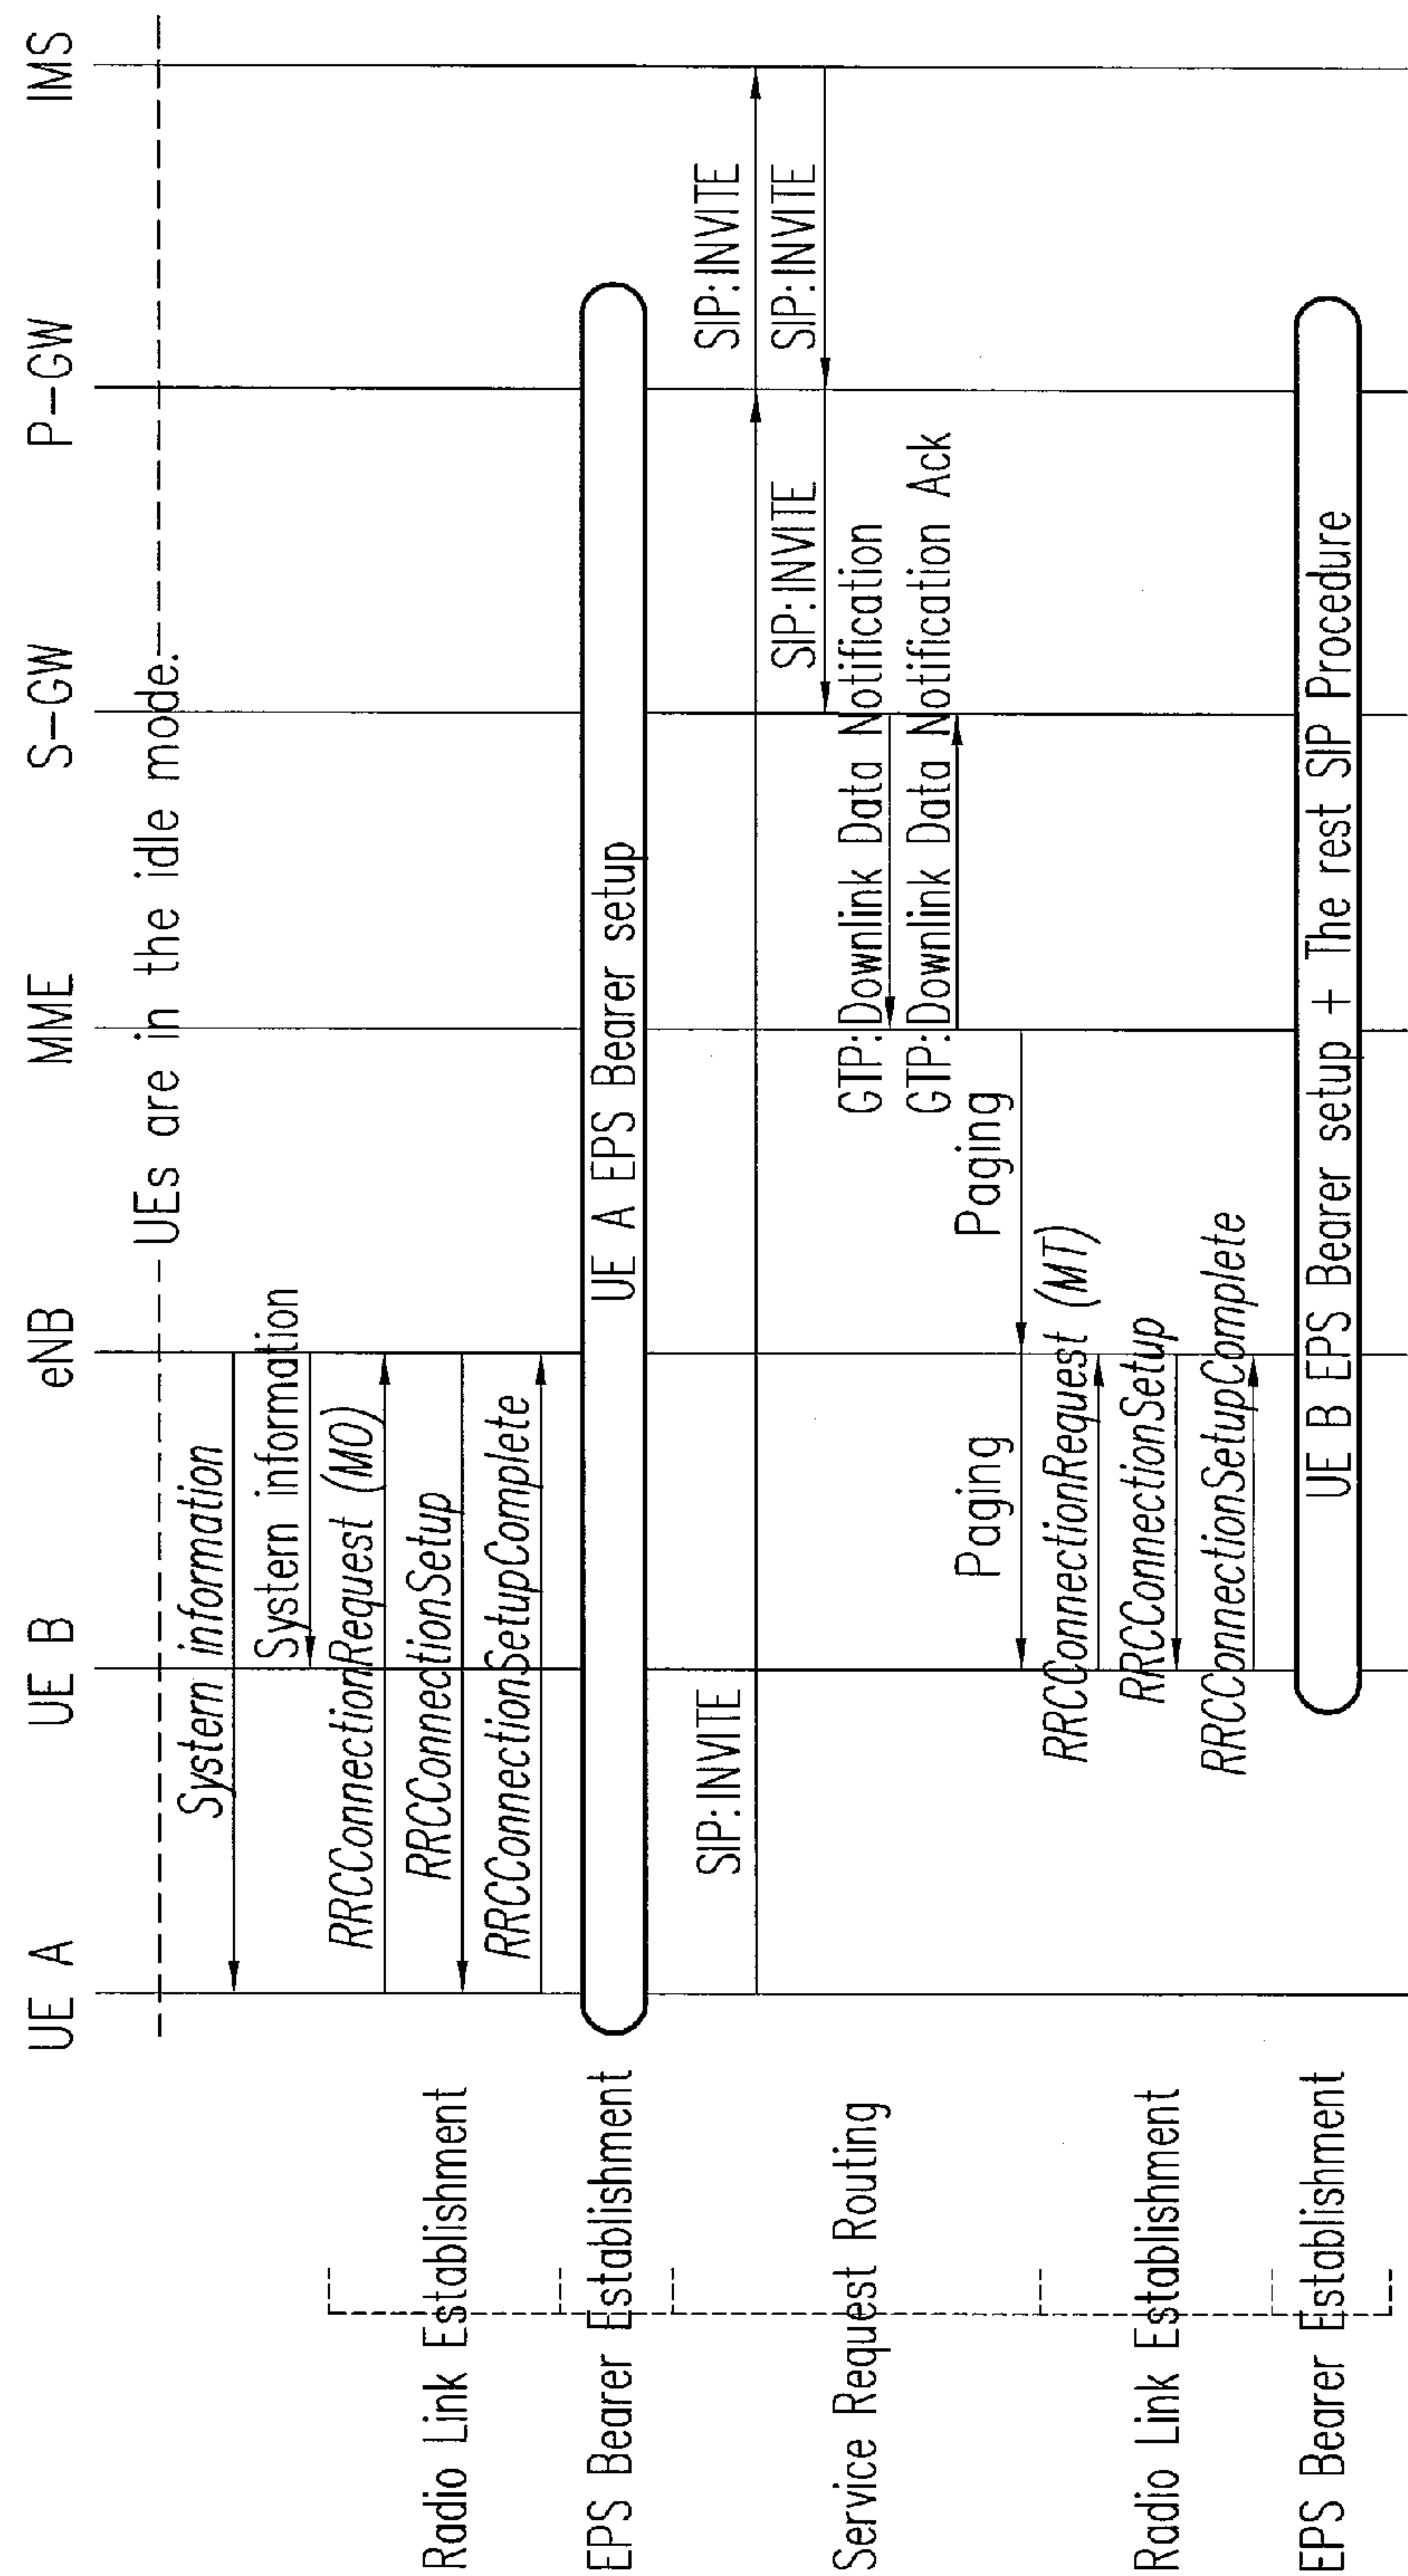 UE A
UE B
eNB
MME
S-GW
P-GW
IMS
UEs are in the idle mode.
System information
System information
RRCConnectionRequest (MO)
Radio Link Establishment
RRCConnectionSetup
RRCConnectionSetupComplete
EPS Bearer Establishment
UE A EPS Bearer setup
SIP:INVITE
SIP:INVITE
SIP:INVITE
SIP:INVITE
Service Request Routing
GTP:Downlink Data Notification
GTP:Downlink Data Notification Ack
Paging
Paging
RRCConnectionRequest (MT)
Radio Link Establishment
RRCConnectionSetup
RRCConnectionSetupComplete
EPS Bearer Establishment
UE B EPS Bearer setup + The rest SIP Procedure